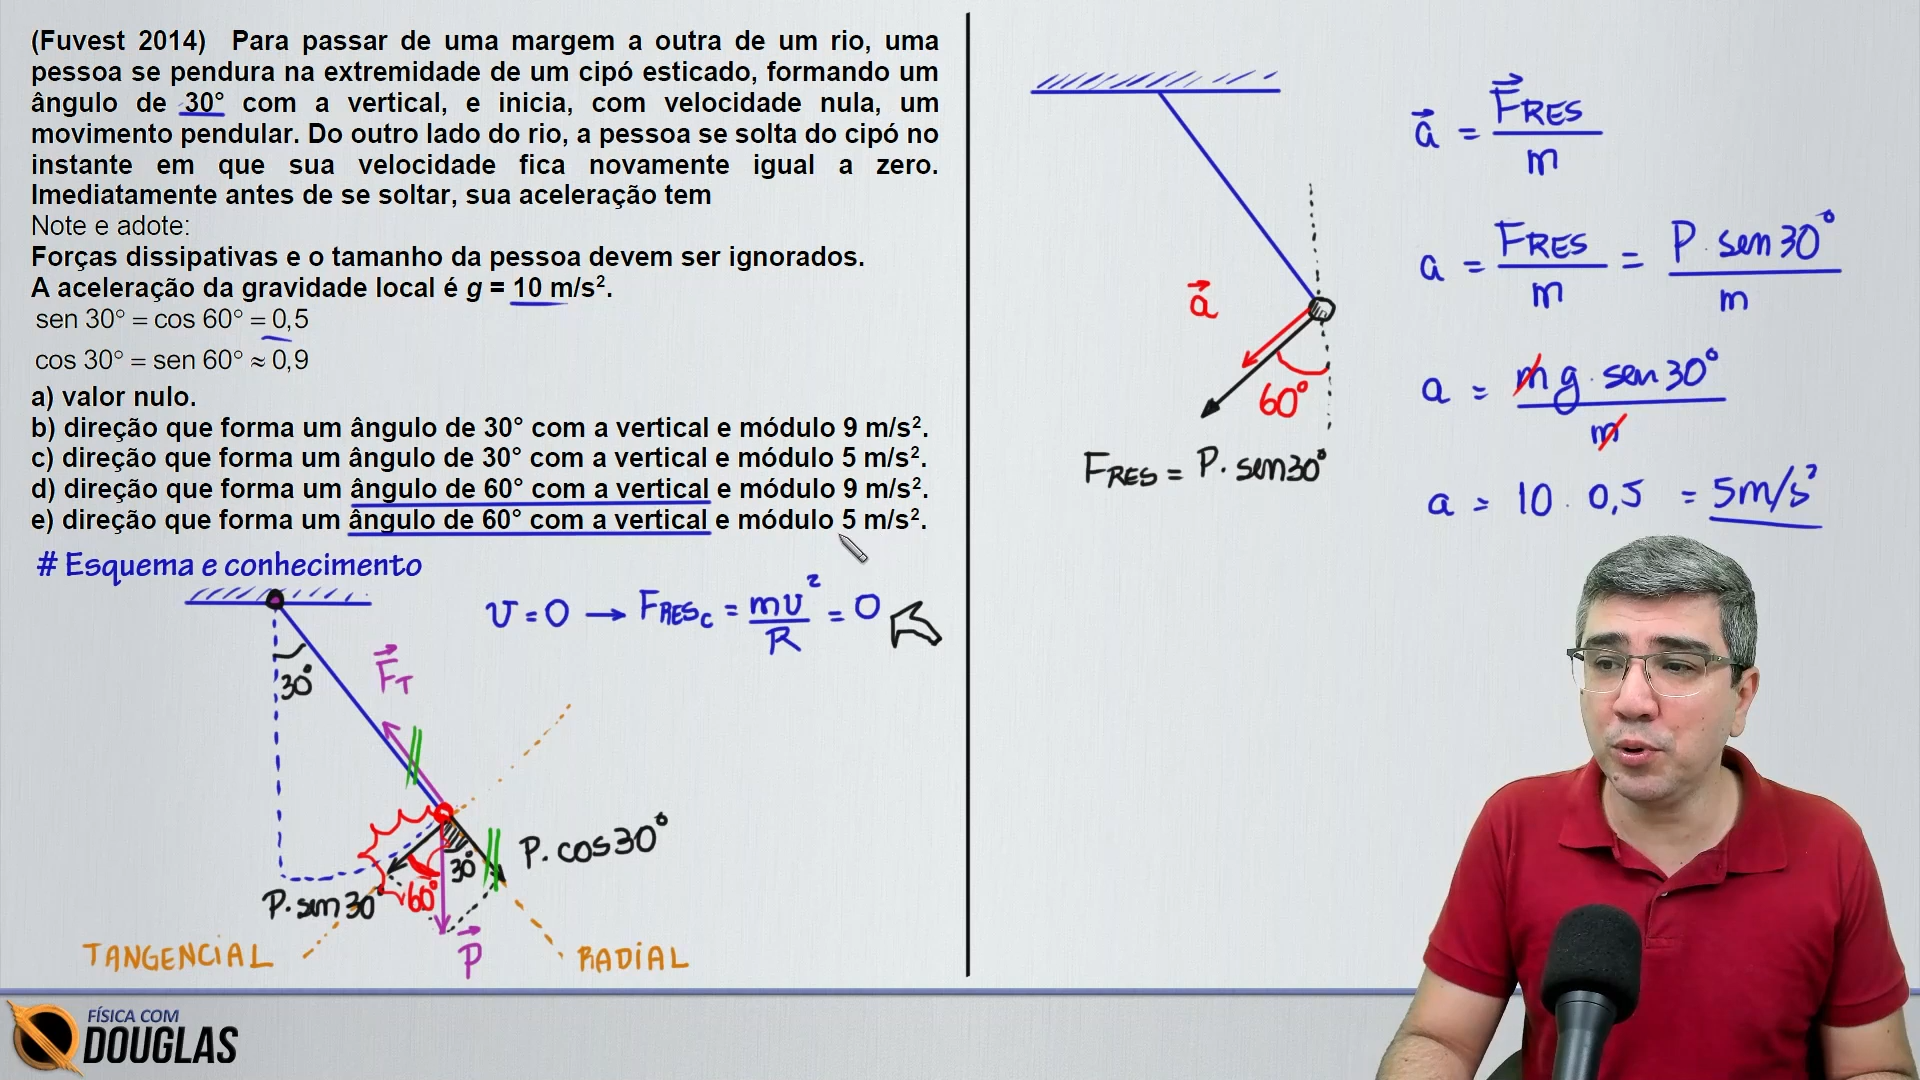 (Fuvest 2014) Para passar de uma margem a outra de um rio, uma
pessoa se pendura na extremidade de um cipó esticado, formando um
ângulo de 30° com a vertical, e inicia, com velocidade nula, um
movimento pendular. Do outro lado do rio, a pessoa se solta do cipó no
instante em que sua velocidade fica novamente igual a zero.
Imediatamente antes de se soltar, sua aceleração tem
Note e adote:
Forças dissipativas e o tamanho da pessoa devem ser ignorados.
A aceleração da gravidade local é g = 10 m/s².
sen 30° = cos 60° = 0,5
cos 30° = sen 60° ≈ 0,9
a) valor nulo.
b) direção que forma um ângulo de 30° com a vertical e módulo 9 m/s².
c) direção que forma um ângulo de 30° com a vertical e módulo 5 m/s².
d) direção que forma um ângulo de 60° com a vertical e módulo 9 m/s².
e) direção que forma um ângulo de 60° com a vertical e módulo 5 m/s².
# Esquema e conhecimento
v = 0 → FRESc = mv²/R = 0
30°
F⃗T
P. cos30°
30°
60°
P. sen30°
P⃗
TANGENCIAL
RADIAL
a⃗
60°
FRES = P. sen30°
a⃗ = F⃗RES/m
a = FRES/m = P. sen30°/m
a = mg. sen30°/m
a = 10 . 0,5 = 5m/s²
FÍSICA COM
DOUGLAS